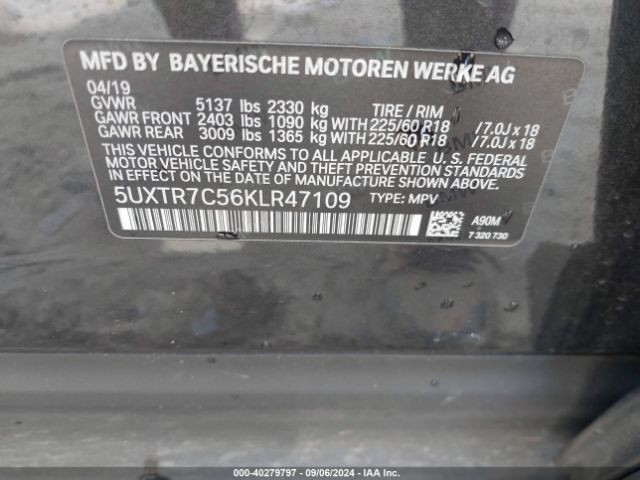 MFD BY BAYERISCHE MOTOREN WERKE AG
04/19
GVWR 5137 lbs 2330 kg TIRE / RIM
GAWR FRONT 2403 lbs 1090 kg WITH 225/60 R18 /7.0J x 18
GAWR REAR 3009 lbs 1365 kg WITH 225/60 R18 /7.0J x 18
THIS VEHICLE CONFORMS TO ALL APPLICABLE U. S. FEDERAL
MOTOR VEHICLE SAFETY AND THEFT PREVENTION
STANDARDS IN EFFECT ON THE DATE OF MANUFACTURE SHOWN ABOVE.
5UXTR7C56KLR47109 TYPE: MPV
A90M
7 320 730
000-40279797 - 09/06/2024 - IAA Inc.